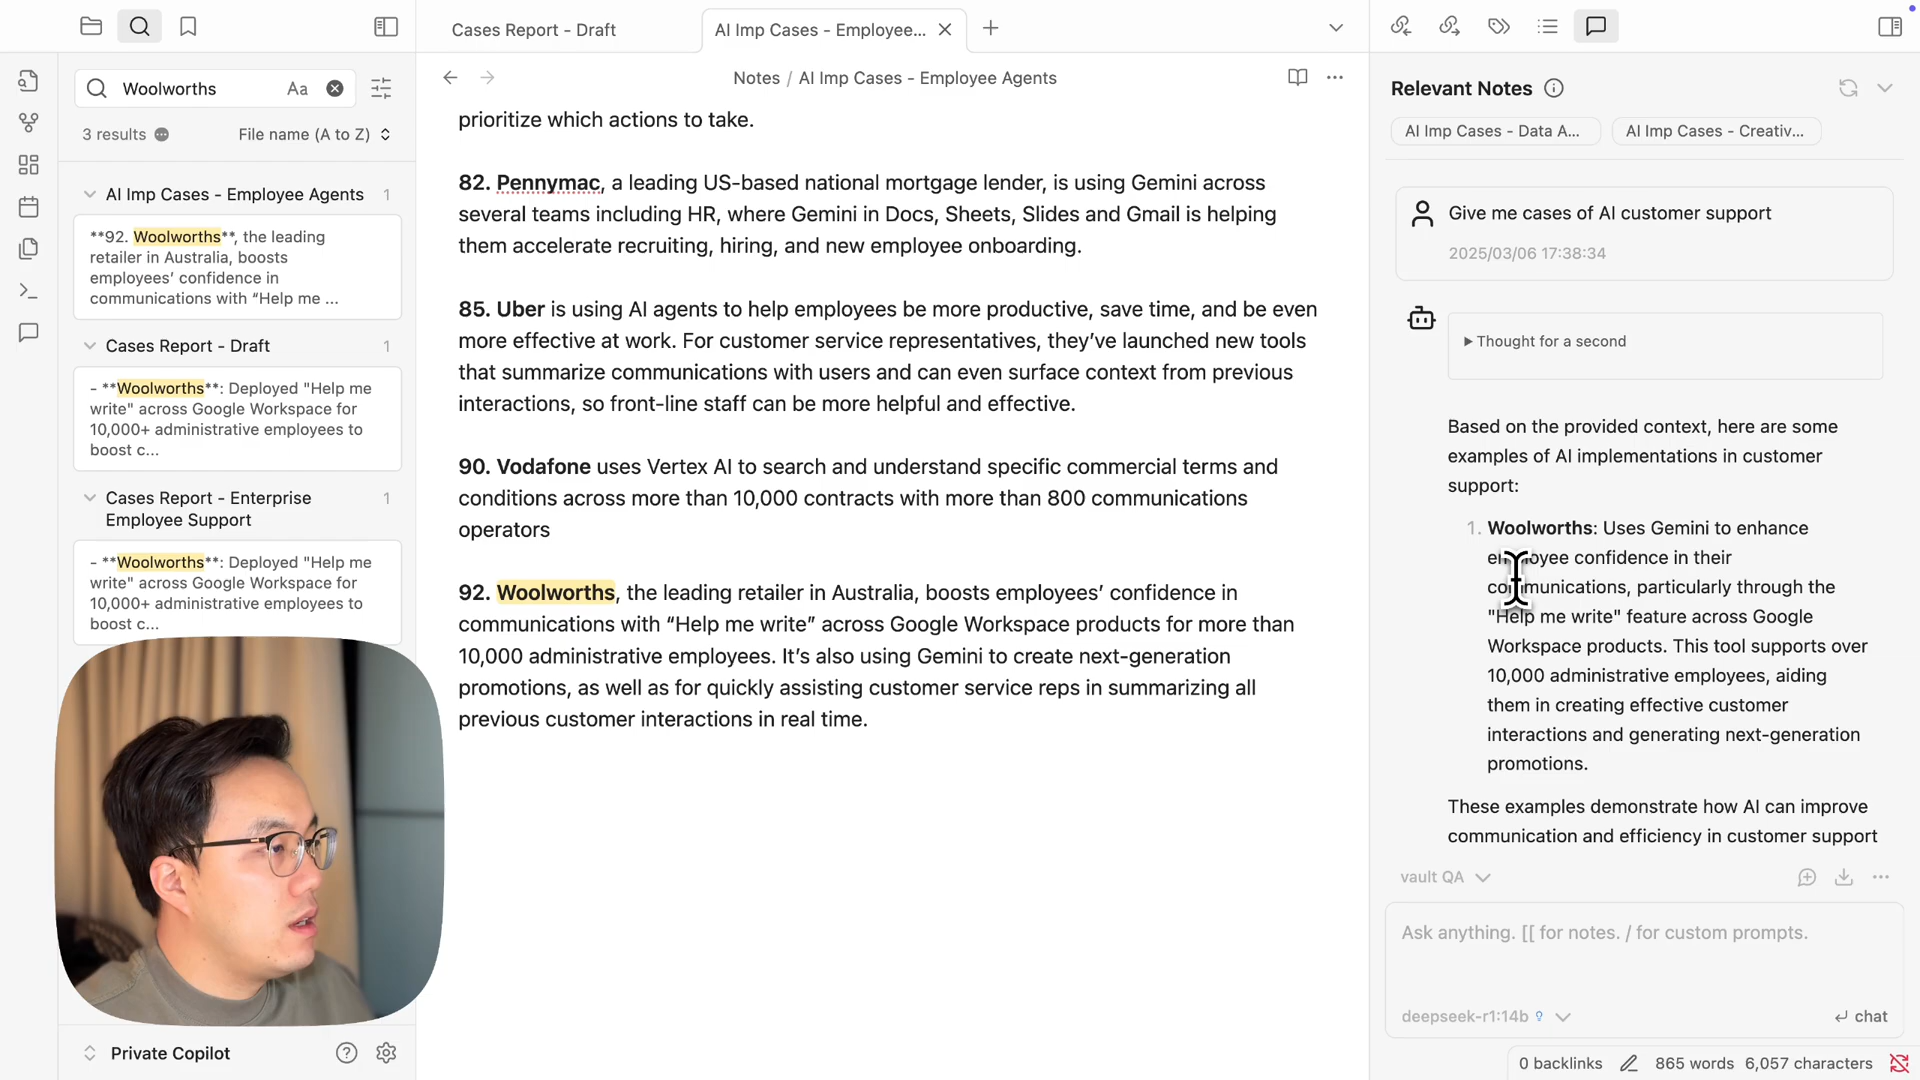 Cases Report - Draft
AI Imp Cases - Employee...
Woolworths
Aa
3 results
File name (A to Z)
AI Imp Cases - Employee Agents 1
**92. Woolworths**, the leading
retailer in Australia, boosts
employees’ confidence in
communications with “Help me ...
Cases Report - Draft 1
- **Woolworths**: Deployed "Help me
write" across Google Workspace for
10,000+ administrative employees to
boost c...
Cases Report - Enterprise 1
Employee Support
- **Woolworths**: Deployed "Help me
write" across Google Workspace for
10,000+ administrative employees to
boost c...
Private Copilot
Notes / AI Imp Cases - Employee Agents
prioritize which actions to take.
82. Pennymac, a leading US-based national mortgage lender, is using Gemini across
several teams including HR, where Gemini in Docs, Sheets, Slides and Gmail is helping
them accelerate recruiting, hiring, and new employee onboarding.
85. Uber is using AI agents to help employees be more productive, save time, and be even
more effective at work. For customer service representatives, they’ve launched new tools
that summarize communications with users and can even surface context from previous
interactions, so front-line staff can be more helpful and effective.
90. Vodafone uses Vertex AI to search and understand specific commercial terms and
conditions across more than 10,000 contracts with more than 800 communications
operators
92. Woolworths, the leading retailer in Australia, boosts employees’ confidence in
communications with “Help me write” across Google Workspace products for more than
10,000 administrative employees. It’s also using Gemini to create next-generation
promotions, as well as for quickly assisting customer service reps in summarizing all
previous customer interactions in real time.
Relevant Notes
AI Imp Cases - Data A...
AI Imp Cases - Creativ...
Give me cases of AI customer support
2025/03/06 17:38:34
Thought for a second
Based on the provided context, here are some
examples of AI implementations in customer
support:
1. Woolworths: Uses Gemini to enhance
employee confidence in their
communications, particularly through the
"Help me write" feature across Google
Workspace products. This tool supports over
10,000 administrative employees, aiding
them in creating effective customer
interactions and generating next-generation
promotions.
These examples demonstrate how AI can improve
communication and efficiency in customer support
vault QA
Ask anything. [[ for notes. / for custom prompts.
deepseek-r1:14b
chat
0 backlinks
865 words 6,057 characters